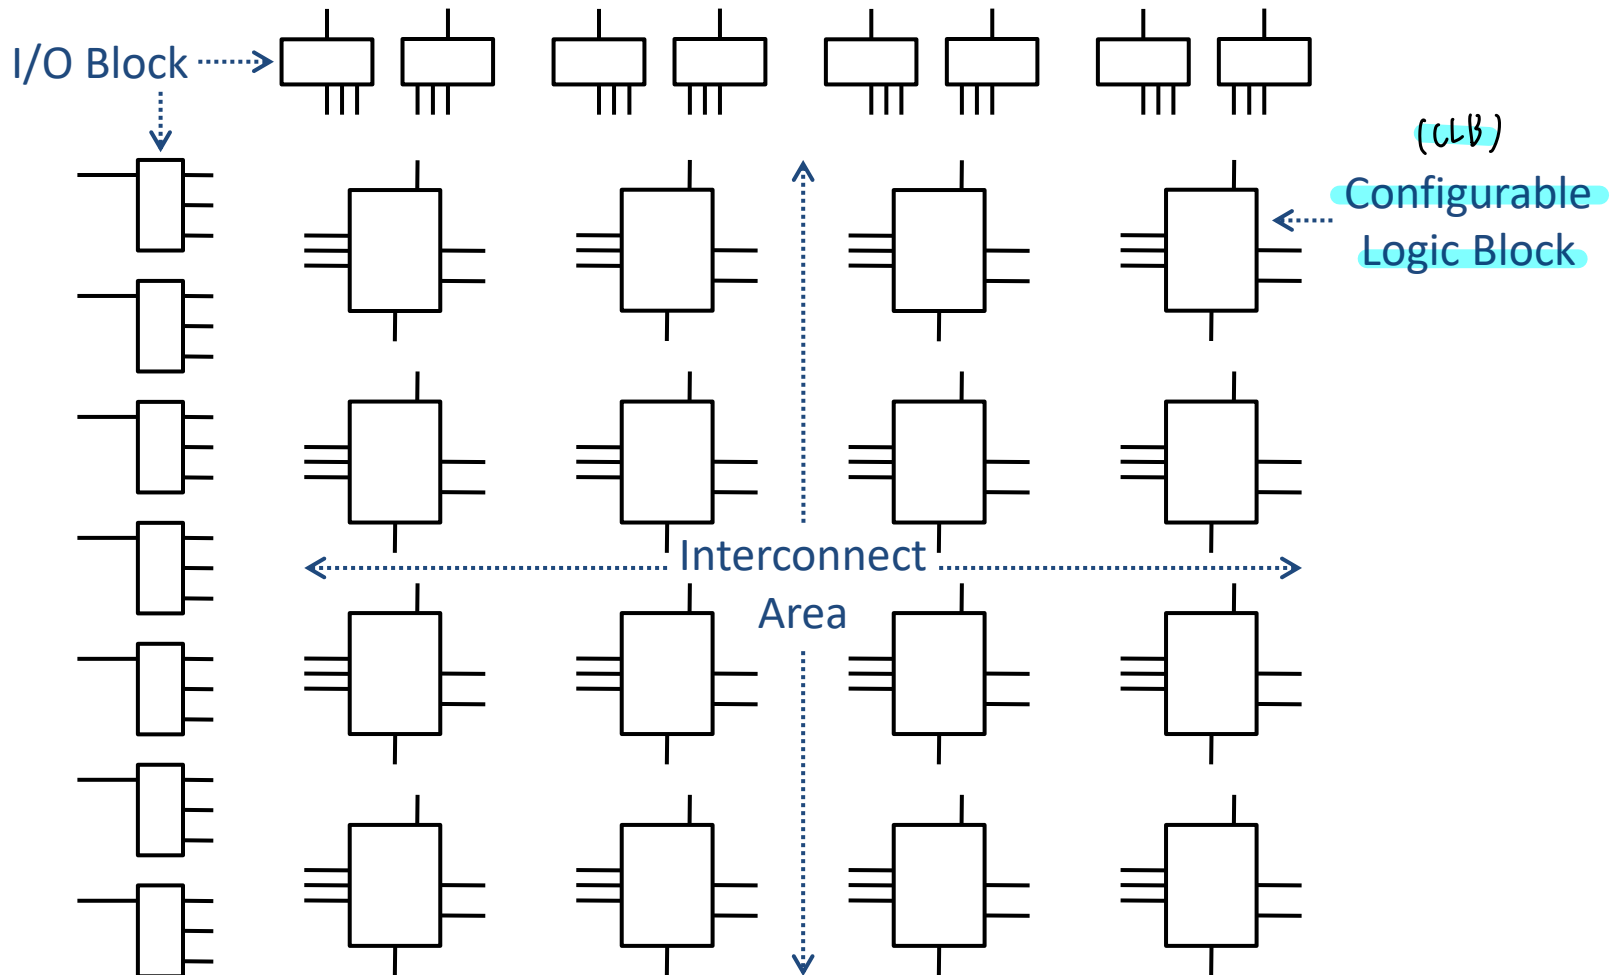 I/O Block
(CLB)
Configurable
Logic Block
Interconnect
Area